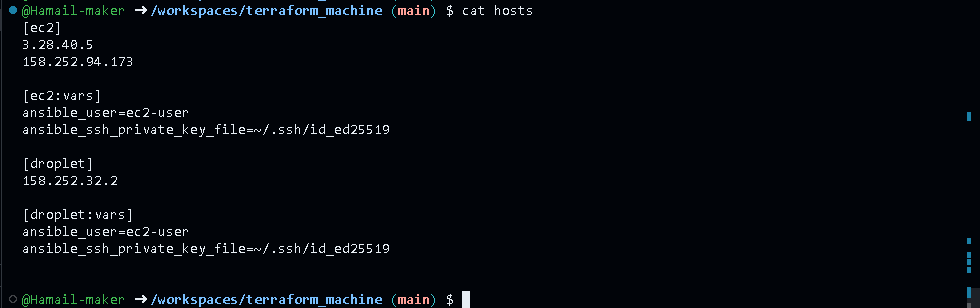 @Hamail-maker ➜ /workspaces/terraform_machine (main) $ cat hosts
[ec2]
3.28.40.5
158.252.94.173
[ec2:vars]
ansible_user=ec2-user
ansible_ssh_private_key_file=~/.ssh/id_ed25519
[droplet]
158.252.32.2
[droplet:vars]
ansible_user=ec2-user
ansible_ssh_private_key_file=~/.ssh/id_ed25519
@Hamail-maker ➜ /workspaces/terraform_machine (main) $